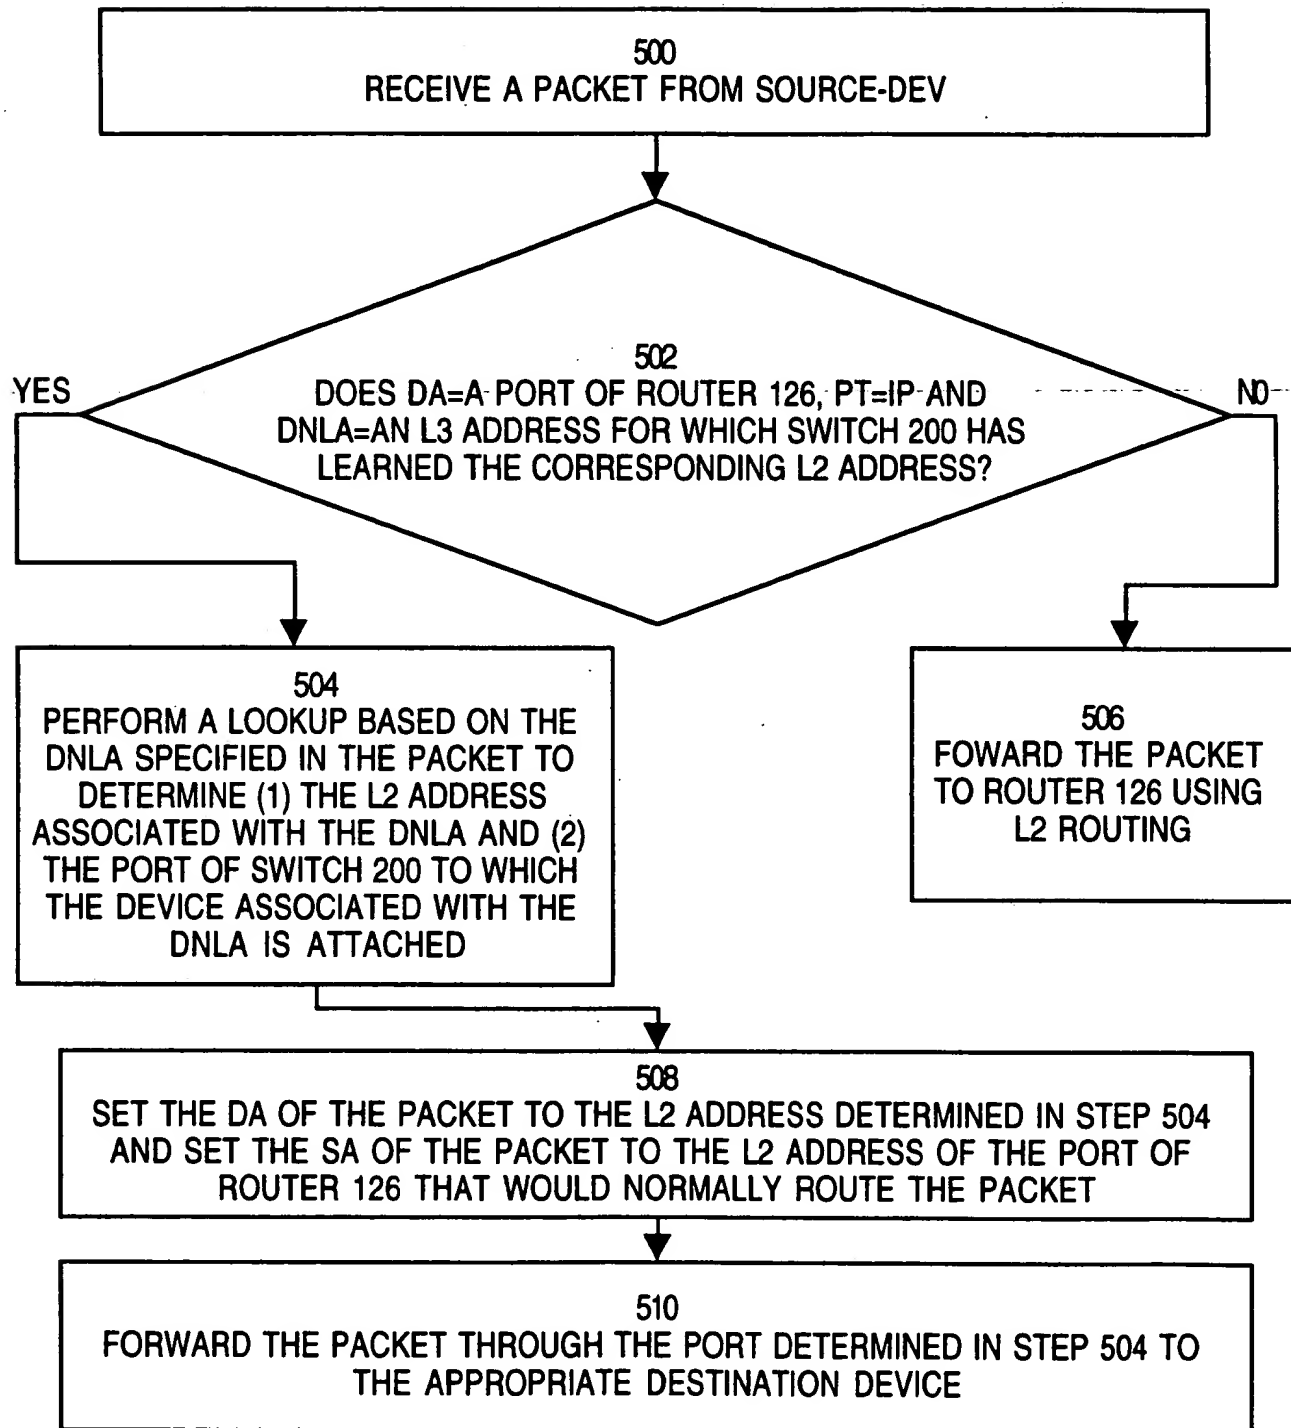 500
RECEIVE A PACKET FROM SOURCE-DEV
502
YES
DOES DA=A PORT OF ROUTER 126, PT=IP AND
NO
DNLA=AN L3 ADDRESS FOR WHICH SWITCH 200 HAS
LEARNED THE CORRESPONDING L2 ADDRESS?
504
PERFORM A LOOKUP BASED ON THE
DNLA SPECIFIED IN THE PACKET TO
DETERMINE (1) THE L2 ADDRESS
ASSOCIATED WITH THE DNLA AND (2)
THE PORT OF SWITCH 200 TO WHICH
THE DEVICE ASSOCIATED WITH THE
DNLA IS ATTACHED
506
FOWARD THE PACKET
TO ROUTER 126 USING
L2 ROUTING
508
SET THE DA OF THE PACKET TO THE L2 ADDRESS DETERMINED IN STEP 504
AND SET THE SA OF THE PACKET TO THE L2 ADDRESS OF THE PORT OF
ROUTER 126 THAT WOULD NORMALLY ROUTE THE PACKET
510
FORWARD THE PACKET THROUGH THE PORT DETERMINED IN STEP 504 TO
THE APPROPRIATE DESTINATION DEVICE